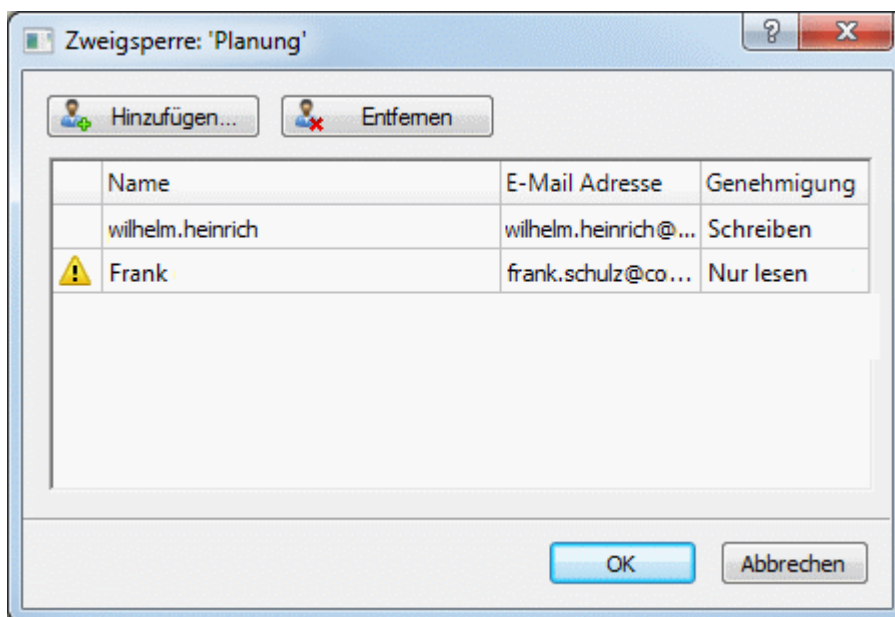 Zweigsperre: 'Planung'
Hinzufügen... Entfernen
Name E-Mail Adresse Genehmigung
wilhelm.heinrich wilhelm.heinrich@... Schreiben
Frank frank.schulz@co... Nur lesen
OK Abbrechen